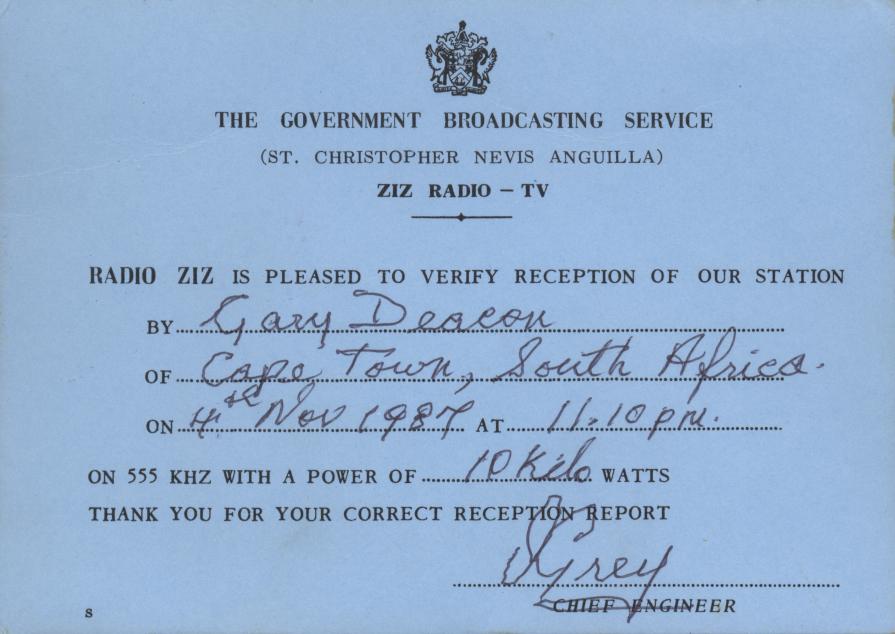 THE GOVERNMENT BROADCASTING SERVICE
(ST. CHRISTOPHER NEVIS ANGUILLA)
ZIZ RADIO – TV
RADIO ZIZ IS PLEASED TO VERIFY RECEPTION OF OUR STATION
BY Gary Deacon
OF Cape Town, South Africa.
ON 4th Nov 1987 AT 11.10 p.m.
ON 555 KHZ WITH A POWER OF 10 Kilo WATTS
THANK YOU FOR YOUR CORRECT RECEPTION REPORT
Grey
CHIEF ENGINEER
s